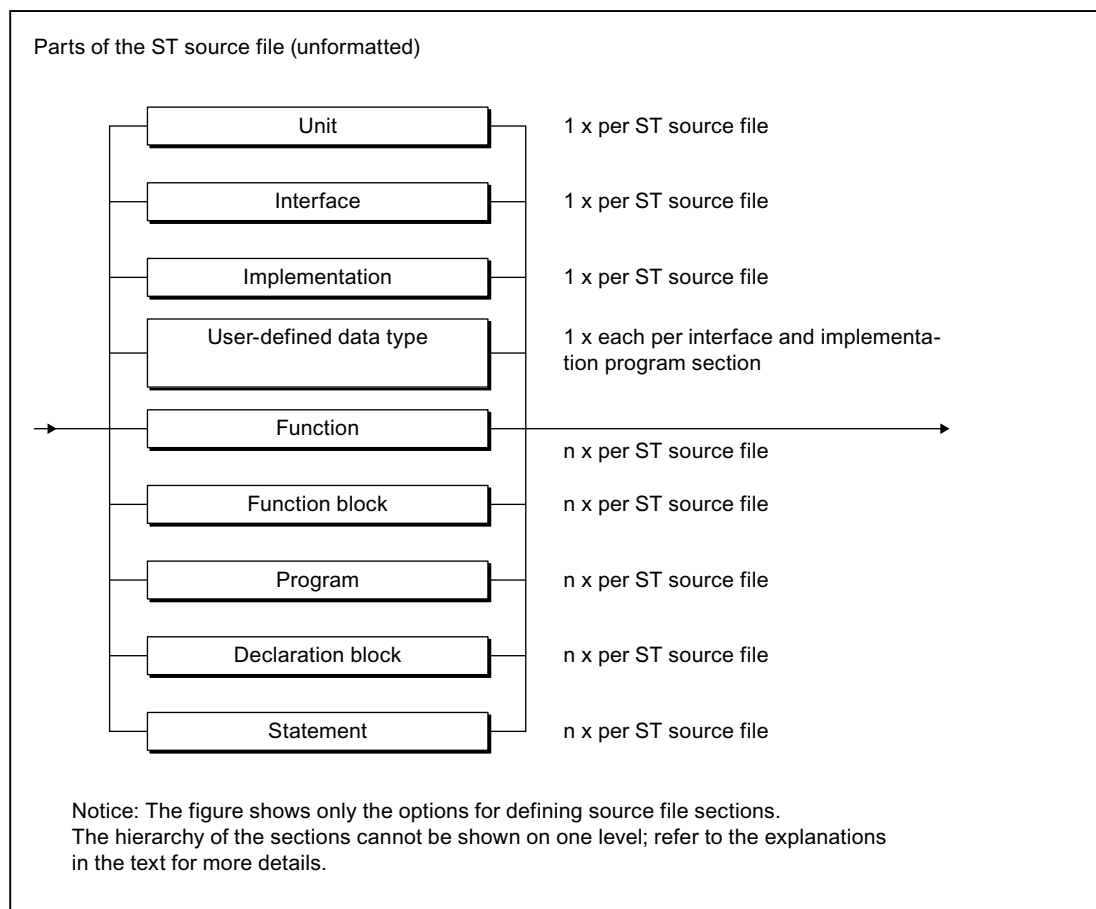 Parts of the ST source file (unformatted)
Unit
1 x per ST source file
Interface
1 x per ST source file
Implementation
1 x per ST source file
User-defined data type
1 x each per interface and implementa-
tion program section
Function
n x per ST source file
Function block
n x per ST source file
Program
n x per ST source file
Declaration block
n x per ST source file
Statement
n x per ST source file
Notice: The figure shows only the options for defining source file sections.
The hierarchy of the sections cannot be shown on one level; refer to the explanations
in the text for more details.